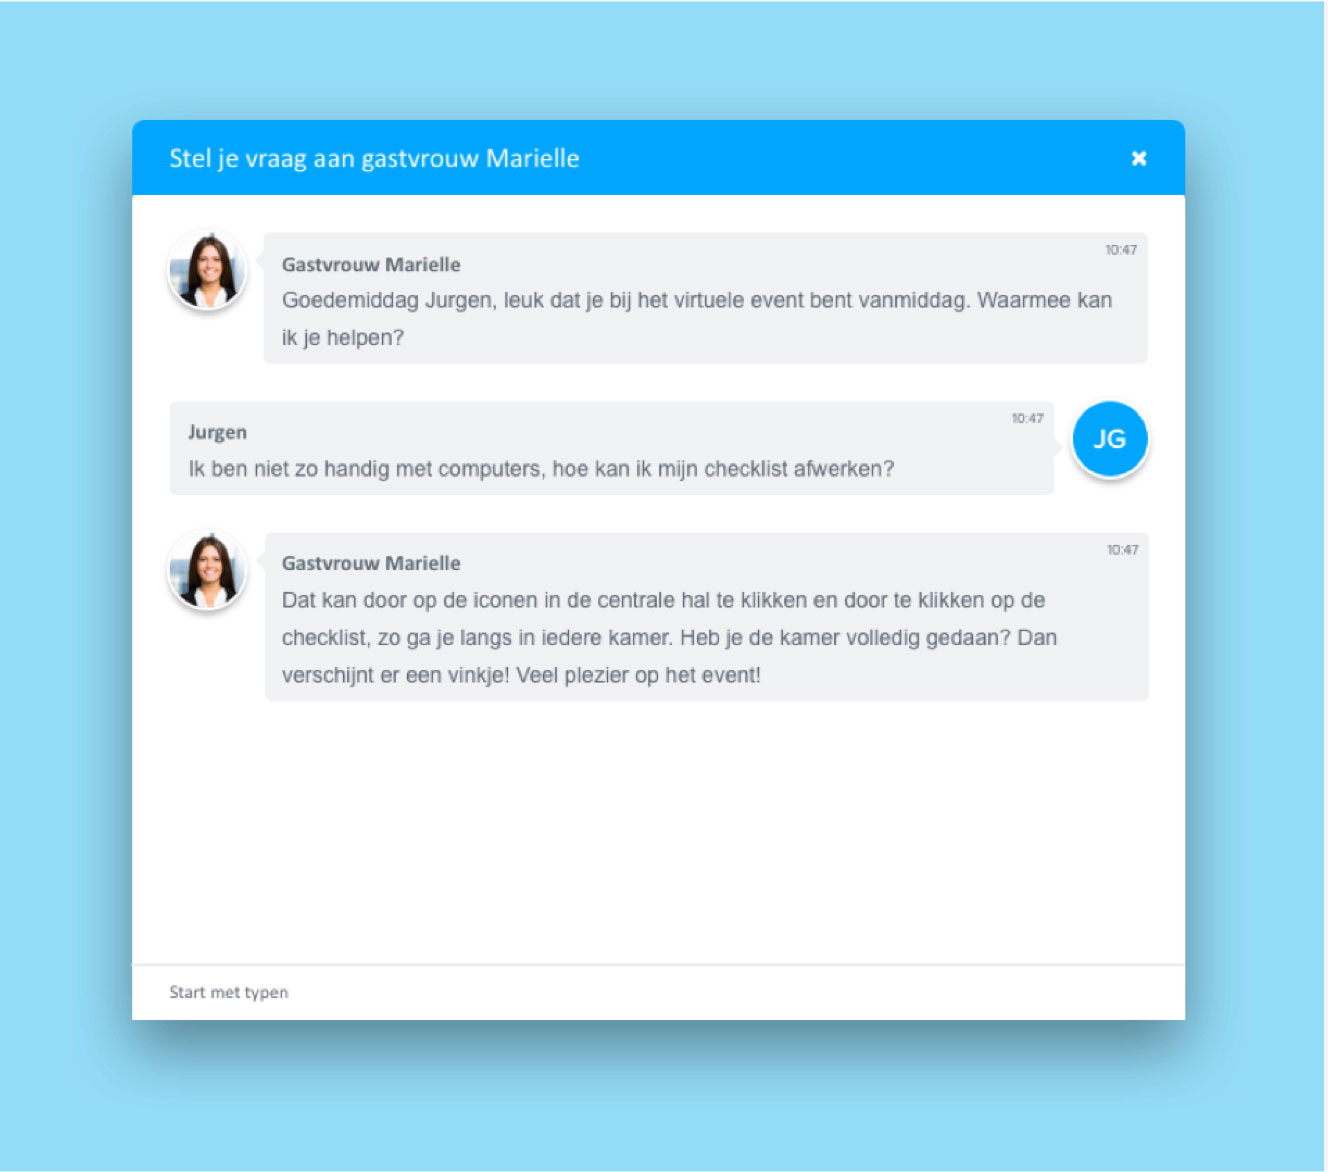 Stel je vraag aan gastvrouw Marielle
10:47
Gastvrouw Marielle
Goedemiddag Jurgen, leuk dat je bij het virtuele event bent vanmiddag. Waarmee kan
ik je helpen?
10:47
Jurgen
JG
Ik ben niet zo handig met computers, hoe kan ik mijn checklist afwerken?
10:47
Gastvrouw Marielle
Dat kan door op de iconen in de centrale hal te klikken en door te klikken op de
checklist, zo ga je langs in iedere kamer. Heb je de kamer volledig gedaan? Dan
verschijnt er een vinkje! Veel plezier op het event!
Start met typen